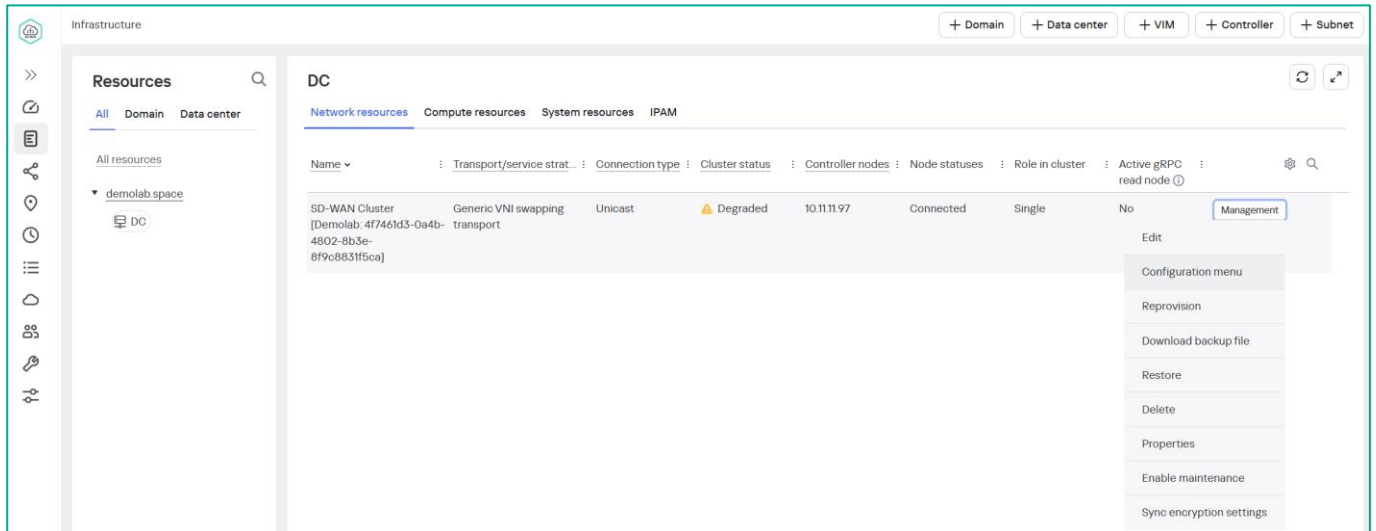 Infrastructure
+ Domain
+ Data center
+ VIM
+ Controller
+ Subnet
Resources
All Domain Data center
All resources
demolab.space
DC
DC
Network resources Compute resources System resources IPAM
Name Transport/service strat... Connection type Cluster status Controller nodes Node statuses Role in cluster Active gRPC
read node
SD-WAN Cluster Generic VNI swapping Unicast Degraded 10.11.11.97 Connected Single No Management
[Demolab: 4f7461d3-0a4b- transport
4802-8b3e-
8f9c8831f5ca]
Edit
Configuration menu
Reprovision
Download backup file
Restore
Delete
Properties
Enable maintenance
Sync encryption settings